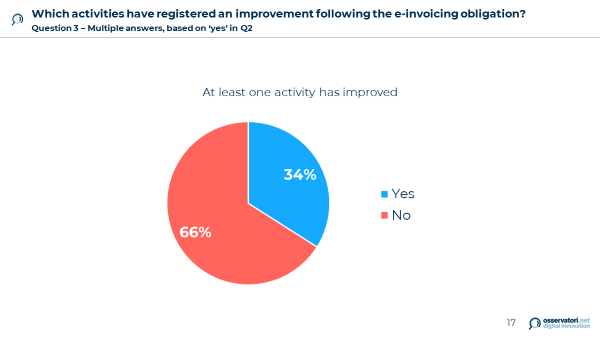 Which activities have registered an improvement following the e-invoicing obligation?
Question 3 – Multiple answers, based on ‘yes’ in Q2
At least one activity has improved
34%
66%
Yes
No
17
osservatori.net
digital innovation